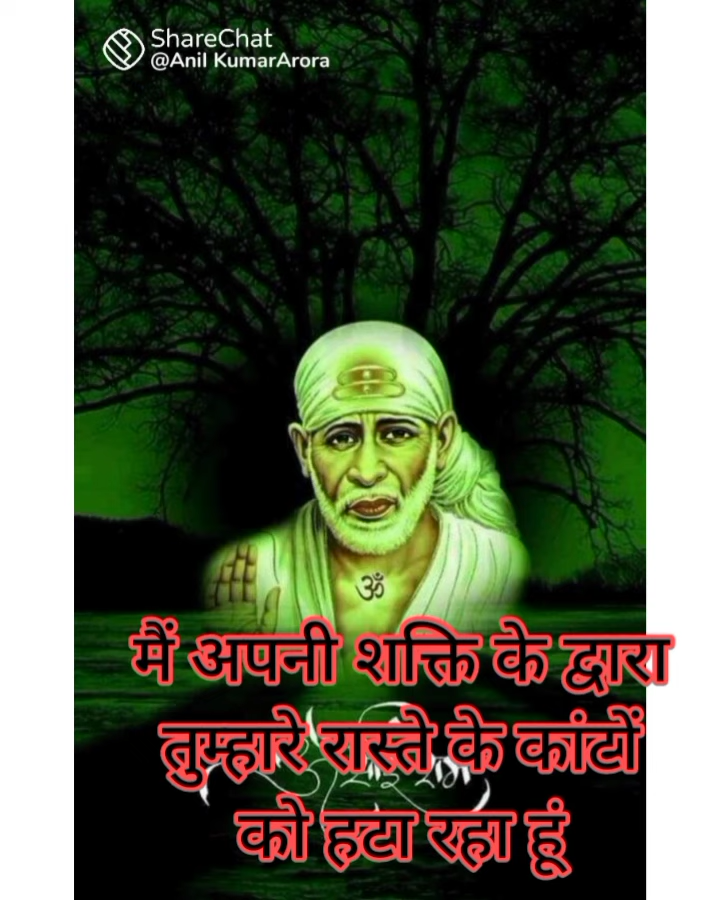 ShareChat
@Anil KumarArora
ॐ
मैं अपनी शक्ति के द्वारा
तुम्हारे रास्ते के कांटों
को हटा रहा हूं